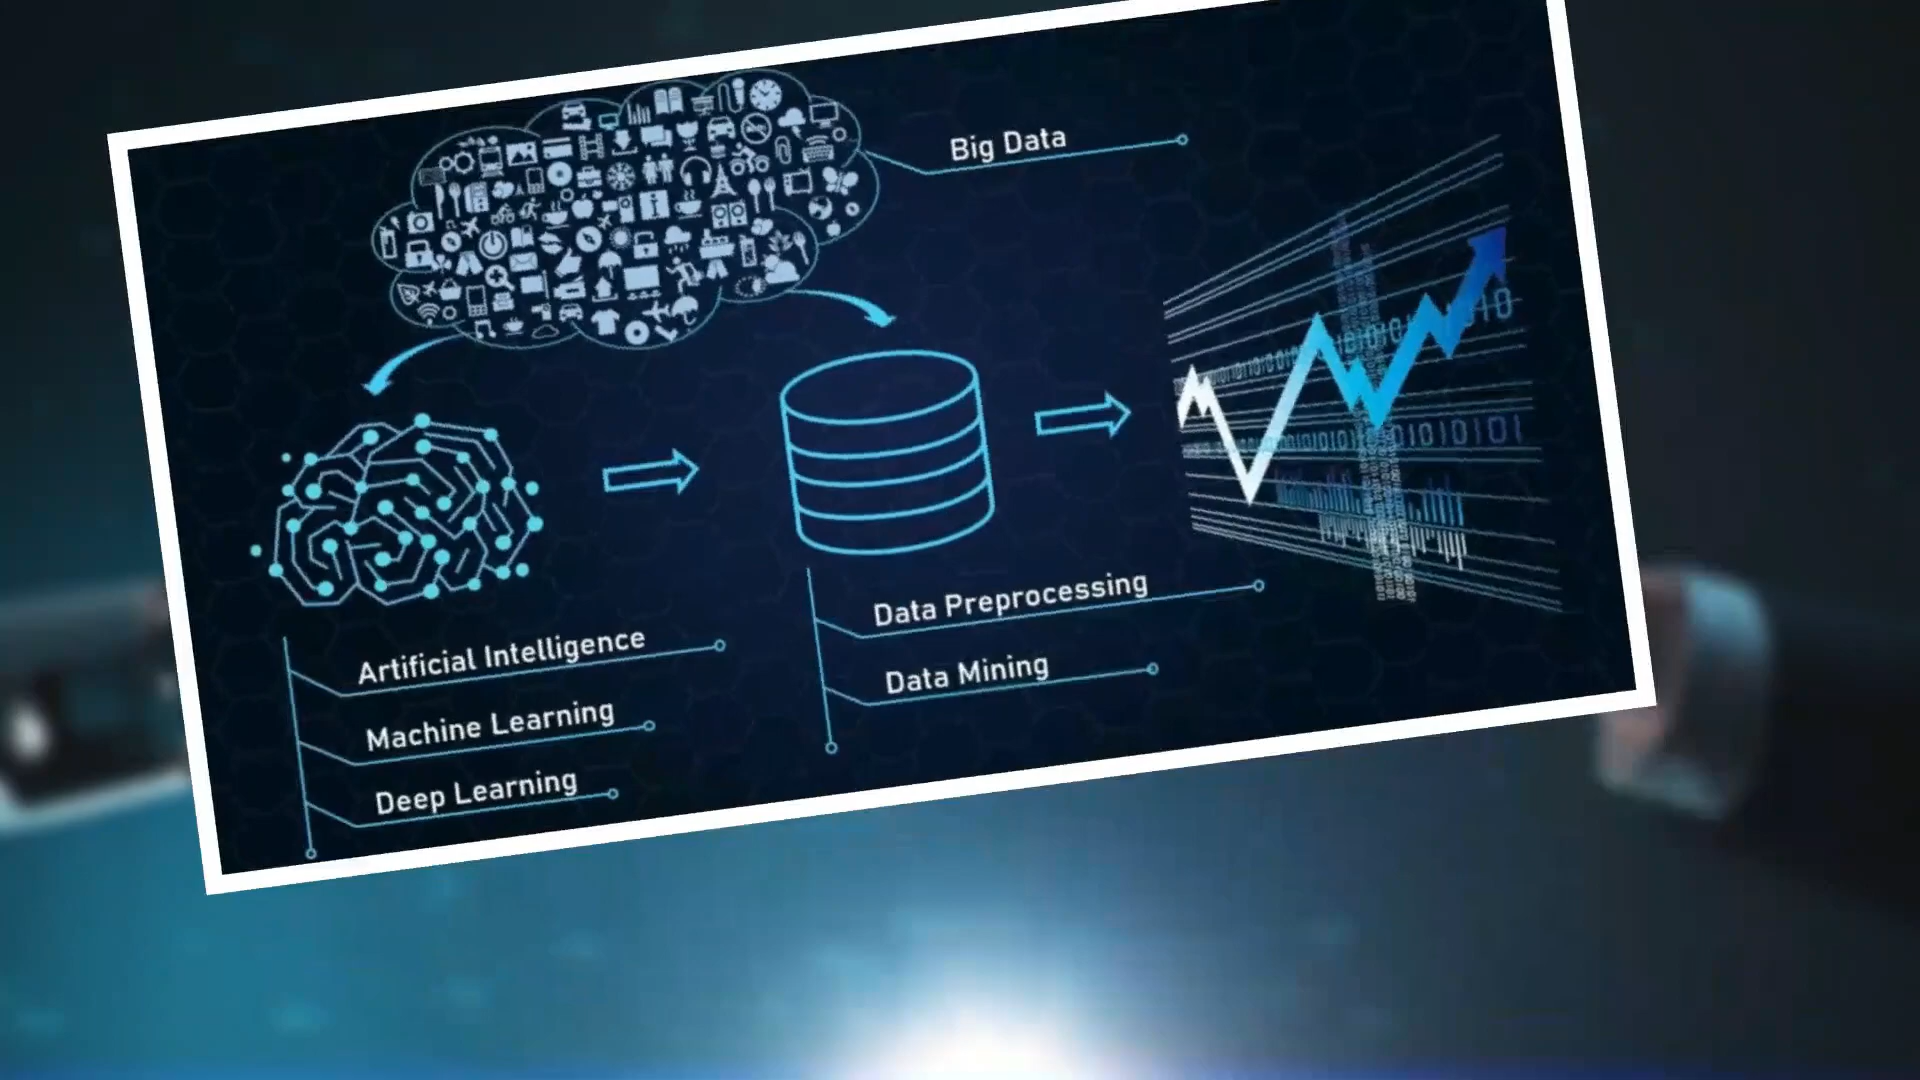 Big Data
Artificial Intelligence
Machine Learning
Deep Learning
Data Preprocessing
Data Mining